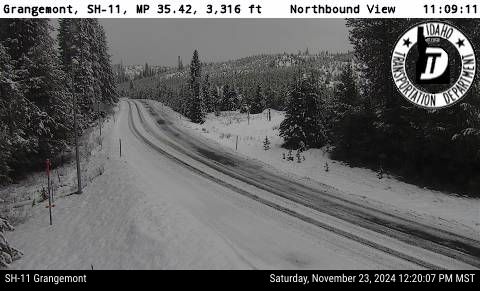 Grangemont, SH-11, MP 35.42, 3,316 ft Northbound View 11:09:11
IDAHO
TRANSPORTATION DEPARTMENT
SH-11 Grangemont Saturday, November 23, 2024 12:20:07 PM MST